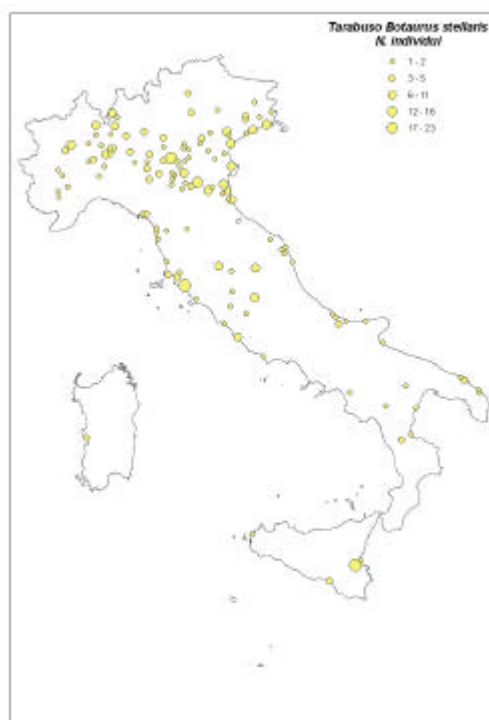 Tarabuso Botaurus stellaris
N. individui
1 - 2
3 - 5
6 - 11
12 - 16
17 - 23